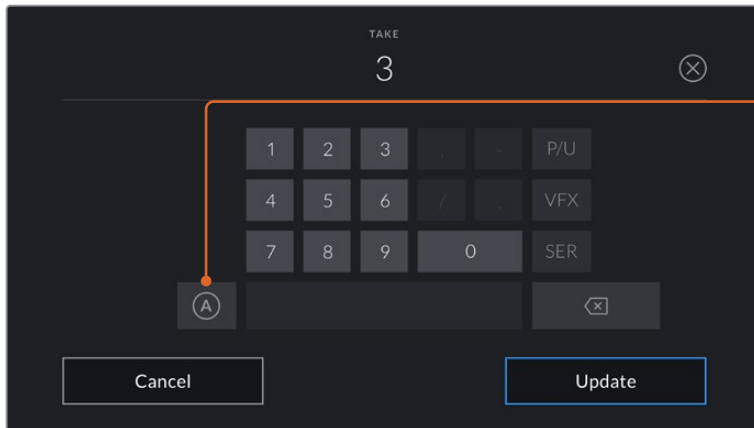 TAKE
3
1 2 3 . - P/U
4 5 6 / , VFX
7 8 9 0 SER
A
Cancel Update